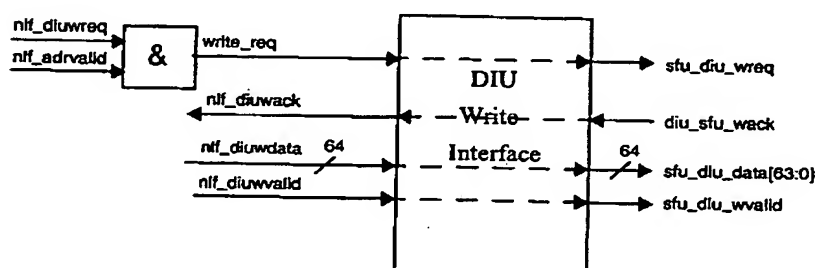 nlf_diuwreq
nlf_adrvalid
&
write_req
sfu_diu_wreq
DIU
nlf_diuwack
Write
diu_sfu_wack
nlf_diuwdata
64
Interface
64
sfu_diu_data[63:0]
nlf_diuwvalid
sfu_diu_wvalid